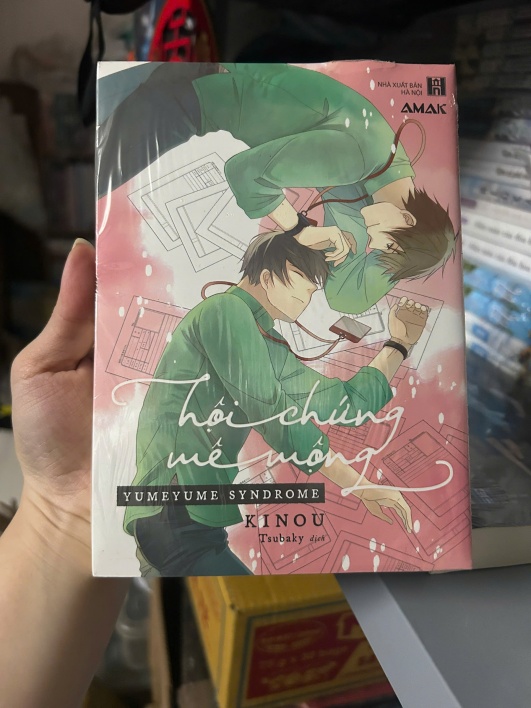 NHÀ XUẤT BẢN
HÀ NỘI
AMAK
hội chứng
mê mộng
YUMEYUME SYNDROME
KINOU
Tsubaky dịch